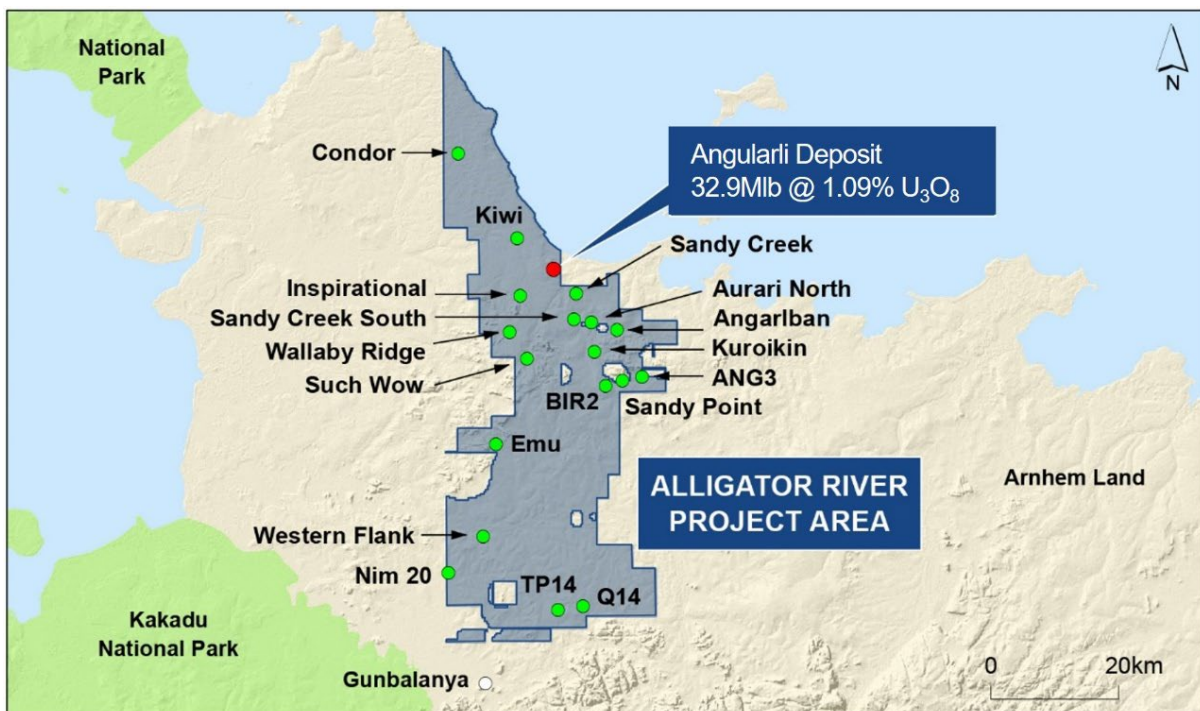 National
Park
N
Condor
Angularli Deposit
32.9Mlb @ 1.09% U₃O₈
Kiwi
Sandy Creek
Inspirational
Aurari North
Sandy Creek South
Angarlban
Wallaby Ridge
Kuroikin
Such Wow
ANG3
BIR2
Sandy Point
Emu
ALLIGATOR RIVER
PROJECT AREA
Arnhem Land
Western Flank
Nim 20
TP14
Q14
Kakadu
National Park
Gunbalanya
0
20km